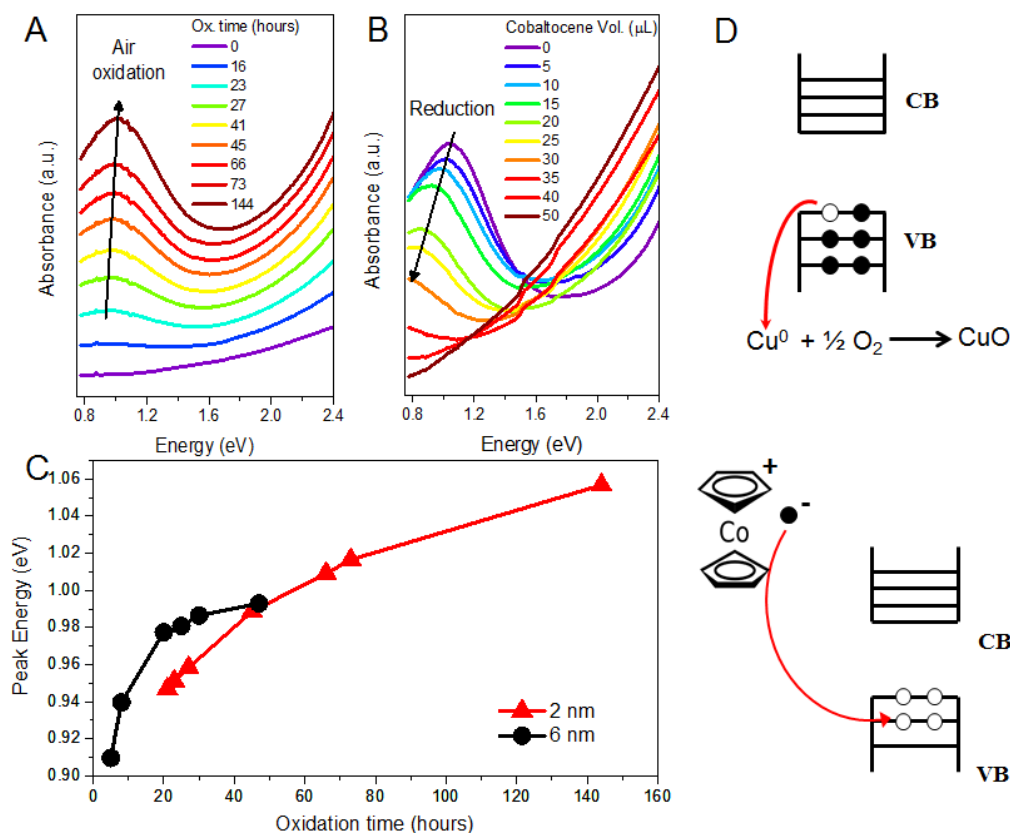 A
Ox. time (hours)
0
16
23
27
41
45
66
73
144
Air
oxidation
Absorbance (a.u.)
0.8
1.2
1.6
2.0
2.4
Energy (eV)
B
Cobaltocene Vol. (μL)
0
5
10
15
20
25
30
35
40
50
Reduction
Absorbance (a.u.)
0.8
1.2
1.6
2.0
2.4
Energy (eV)
D
CB
VB
Cu⁰ + ½ O₂ → CuO
C
1.06
1.04
1.02
1.00
0.98
0.96
0.94
0.92
0.90
Peak Energy (eV)
2 nm
6 nm
0
20
40
60
80
100
120
140
160
Oxidation time (hours)
+
-
Co
CB
VB